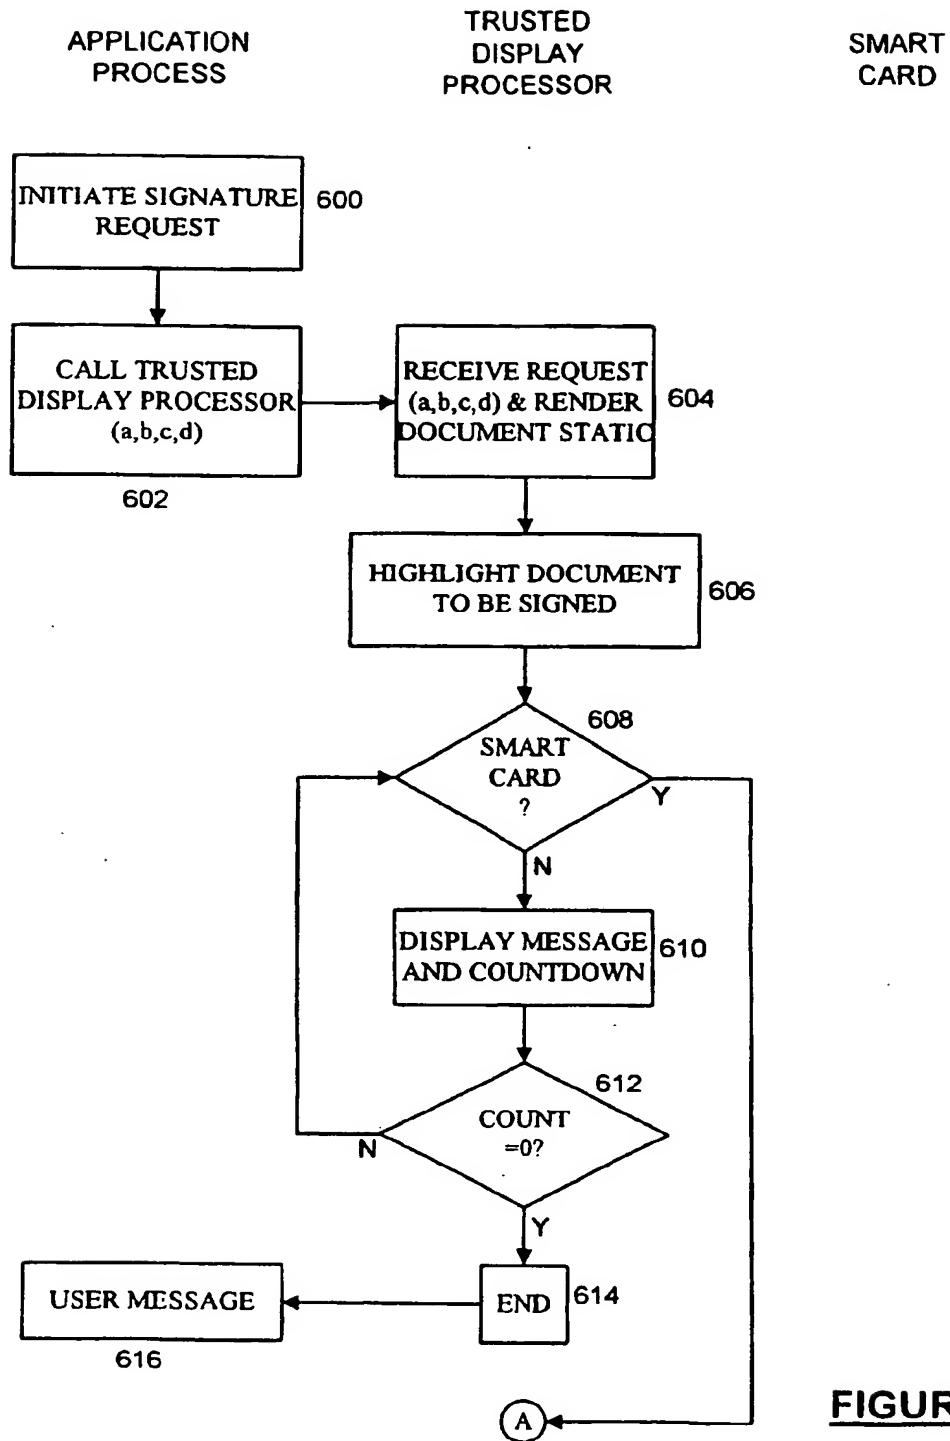 APPLICATION
PROCESS
TRUSTED
DISPLAY
PROCESSOR
SMART
CARD
INITIATE SIGNATURE
REQUEST
600
CALL TRUSTED
DISPLAY PROCESSOR
(a,b,c,d)
602
RECEIVE REQUEST
(a,b,c,d) & RENDER
DOCUMENT STATIC
604
HIGHLIGHT DOCUMENT
TO BE SIGNED
606
608
SMART
CARD
?
Y
N
DISPLAY MESSAGE
AND COUNTDOWN
610
612
COUNT
=0?
N
Y
END
614
USER MESSAGE
616
A
FIGUR